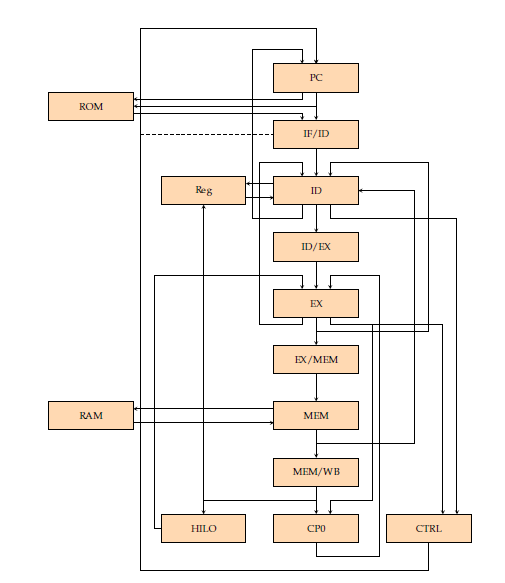 PC
ROM
IF/ID
Reg
ID
ID/EX
EX
EX/MEM
RAM
MEM
MEM/WB
HILO
CP0
CTRL